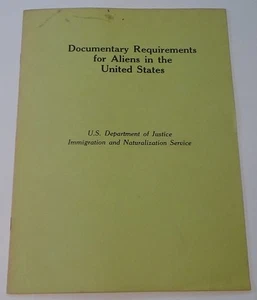 Documentary Requirements
for Aliens in the
United States
U.S. Department of Justice
Immigration and Naturalization Service